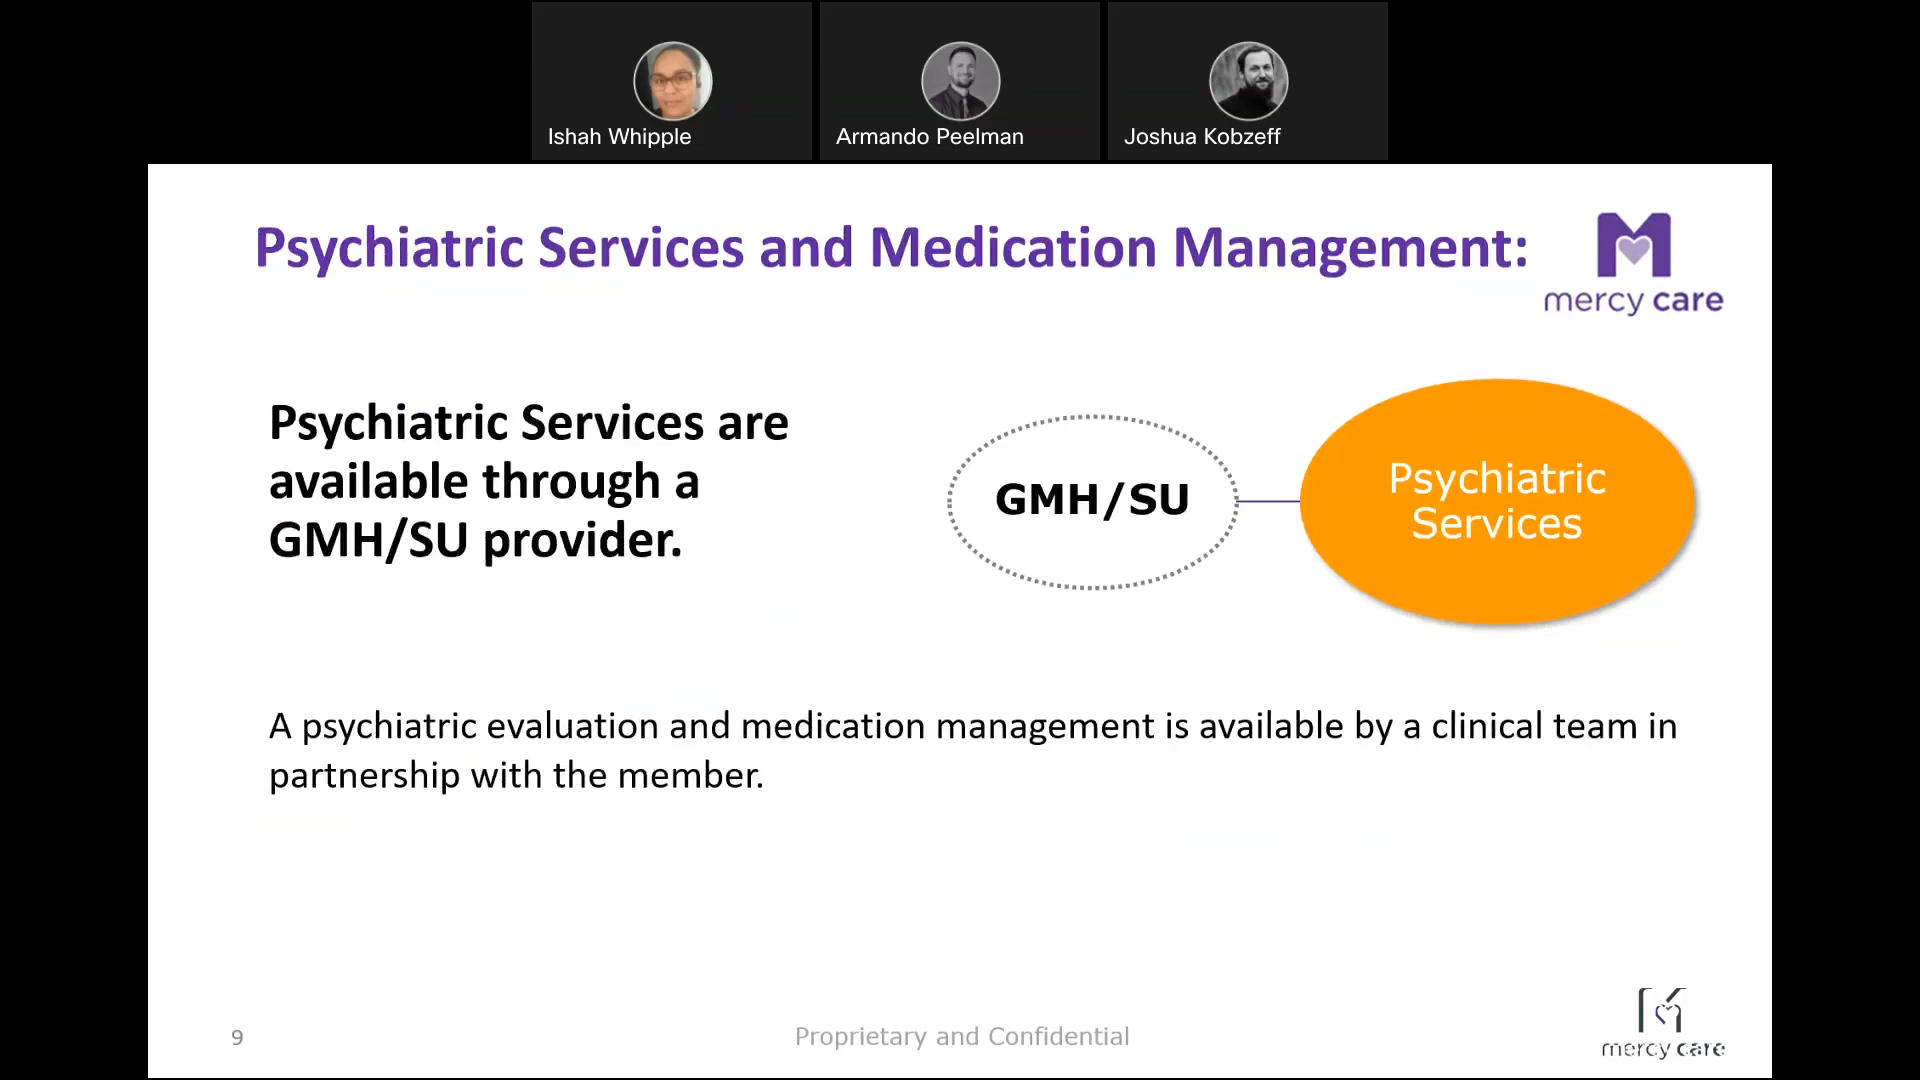 Ishah Whipple
Armando Peelman
Joshua Kobzeff
Psychiatric Services and Medication Management:
mercy care
Psychiatric Services are
available through a
GMH/SU provider.
GMH/SU
Psychiatric
Services
A psychiatric evaluation and medication management is available by a clinical team in
partnership with the member.
9
Proprietary and Confidential
mercy care